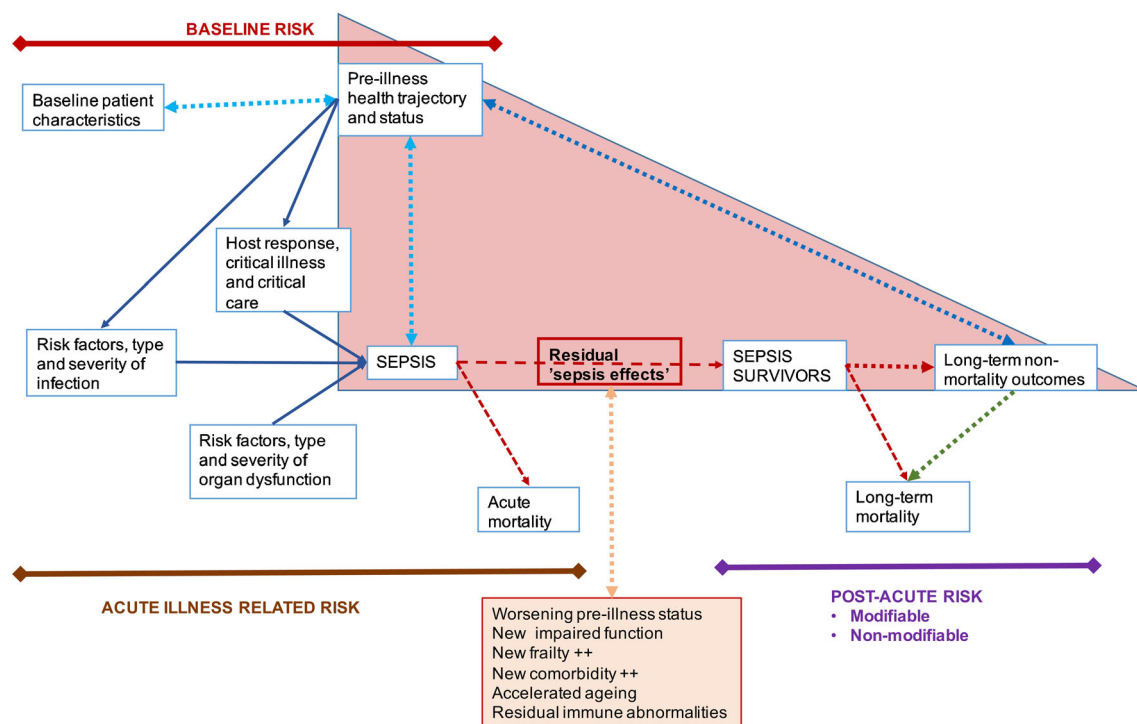 BASELINE RISK
Baseline patient
characteristics
Pre-illness
health trajectory
and status
Host response,
critical illness
and critical
care
Risk factors, type
and severity of
infection
SEPSIS
Residual
’sepsis effects’
SEPSIS
SURVIVORS
Long-term non-
mortality outcomes
Risk factors, type
and severity of
organ dysfunction
Acute
mortality
Long-term
mortality
ACUTE ILLNESS RELATED RISK
POST-ACUTE RISK
• Modifiable
• Non-modifiable
Worsening pre-illness status
New impaired function
New frailty ++
New comorbidity ++
Accelerated ageing
Residual immune abnormalities